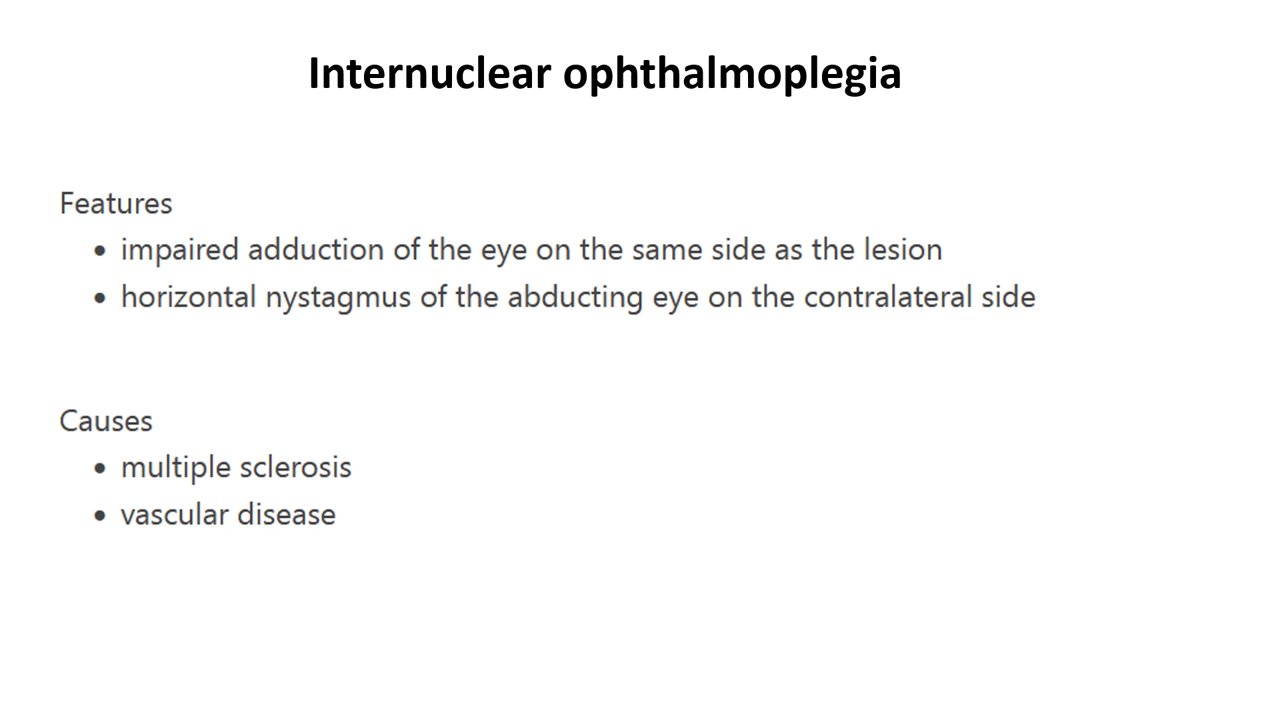 Internuclear ophthalmoplegia
Features
• impaired adduction of the eye on the same side as the lesion
• horizontal nystagmus of the abducting eye on the contralateral side
Causes
• multiple sclerosis
• vascular disease